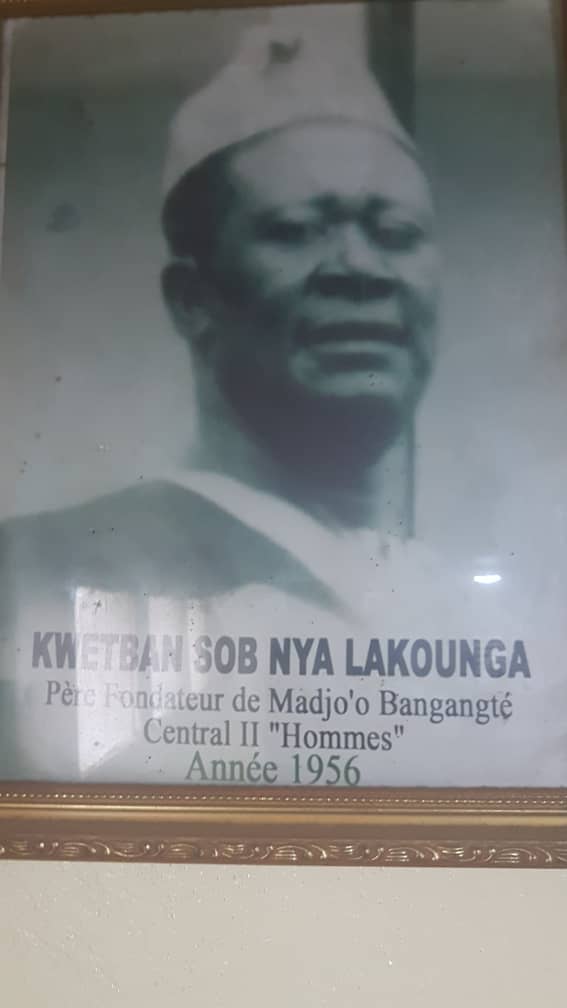 KWETBAN SOB NYA LAKOUNGA
Père Fondateur de Madjo'o Bangangté
Central II "Hommes"
Année 1956